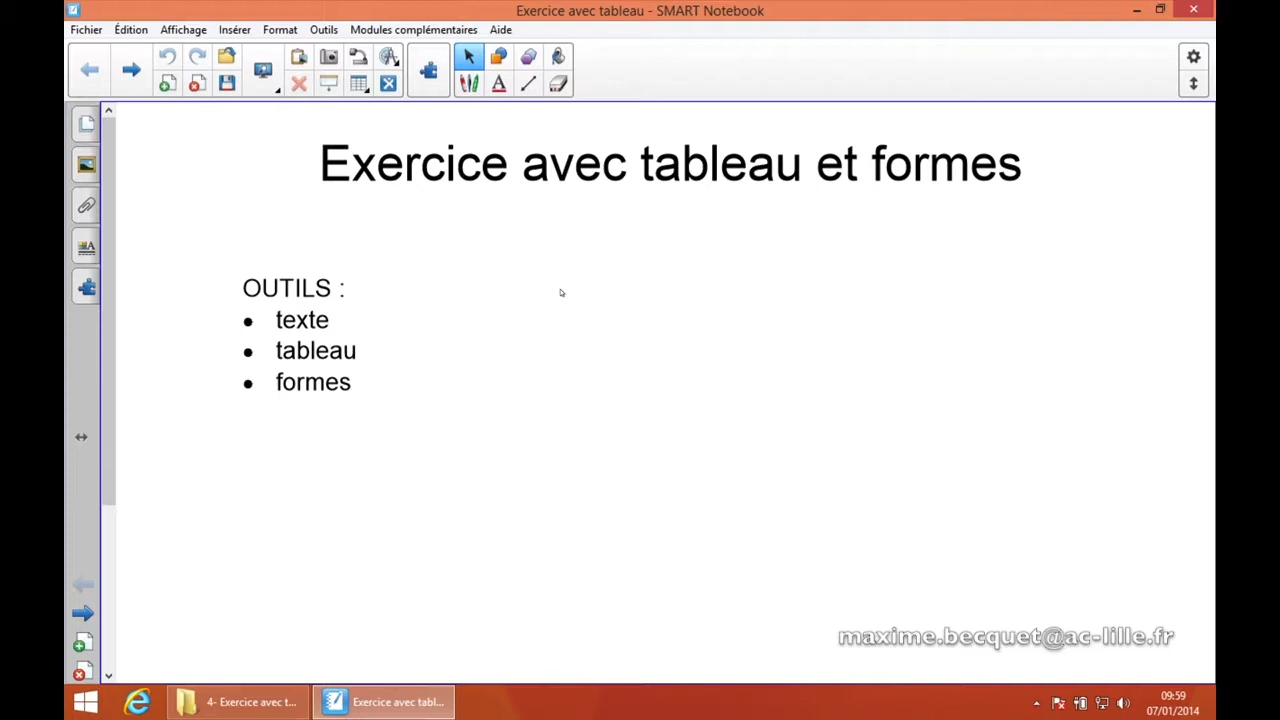 Exercice avec tableau - SMART Notebook
Fichier Édition Affichage Insérer Format Outils Modules complémentaires Aide
Exercice avec tableau et formes
OUTILS :
• texte
• tableau
• formes
maxime.becquet@ac-lille.fr
4- Exercice avec t... Exercice avec tabl... 09:59
07/01/2014